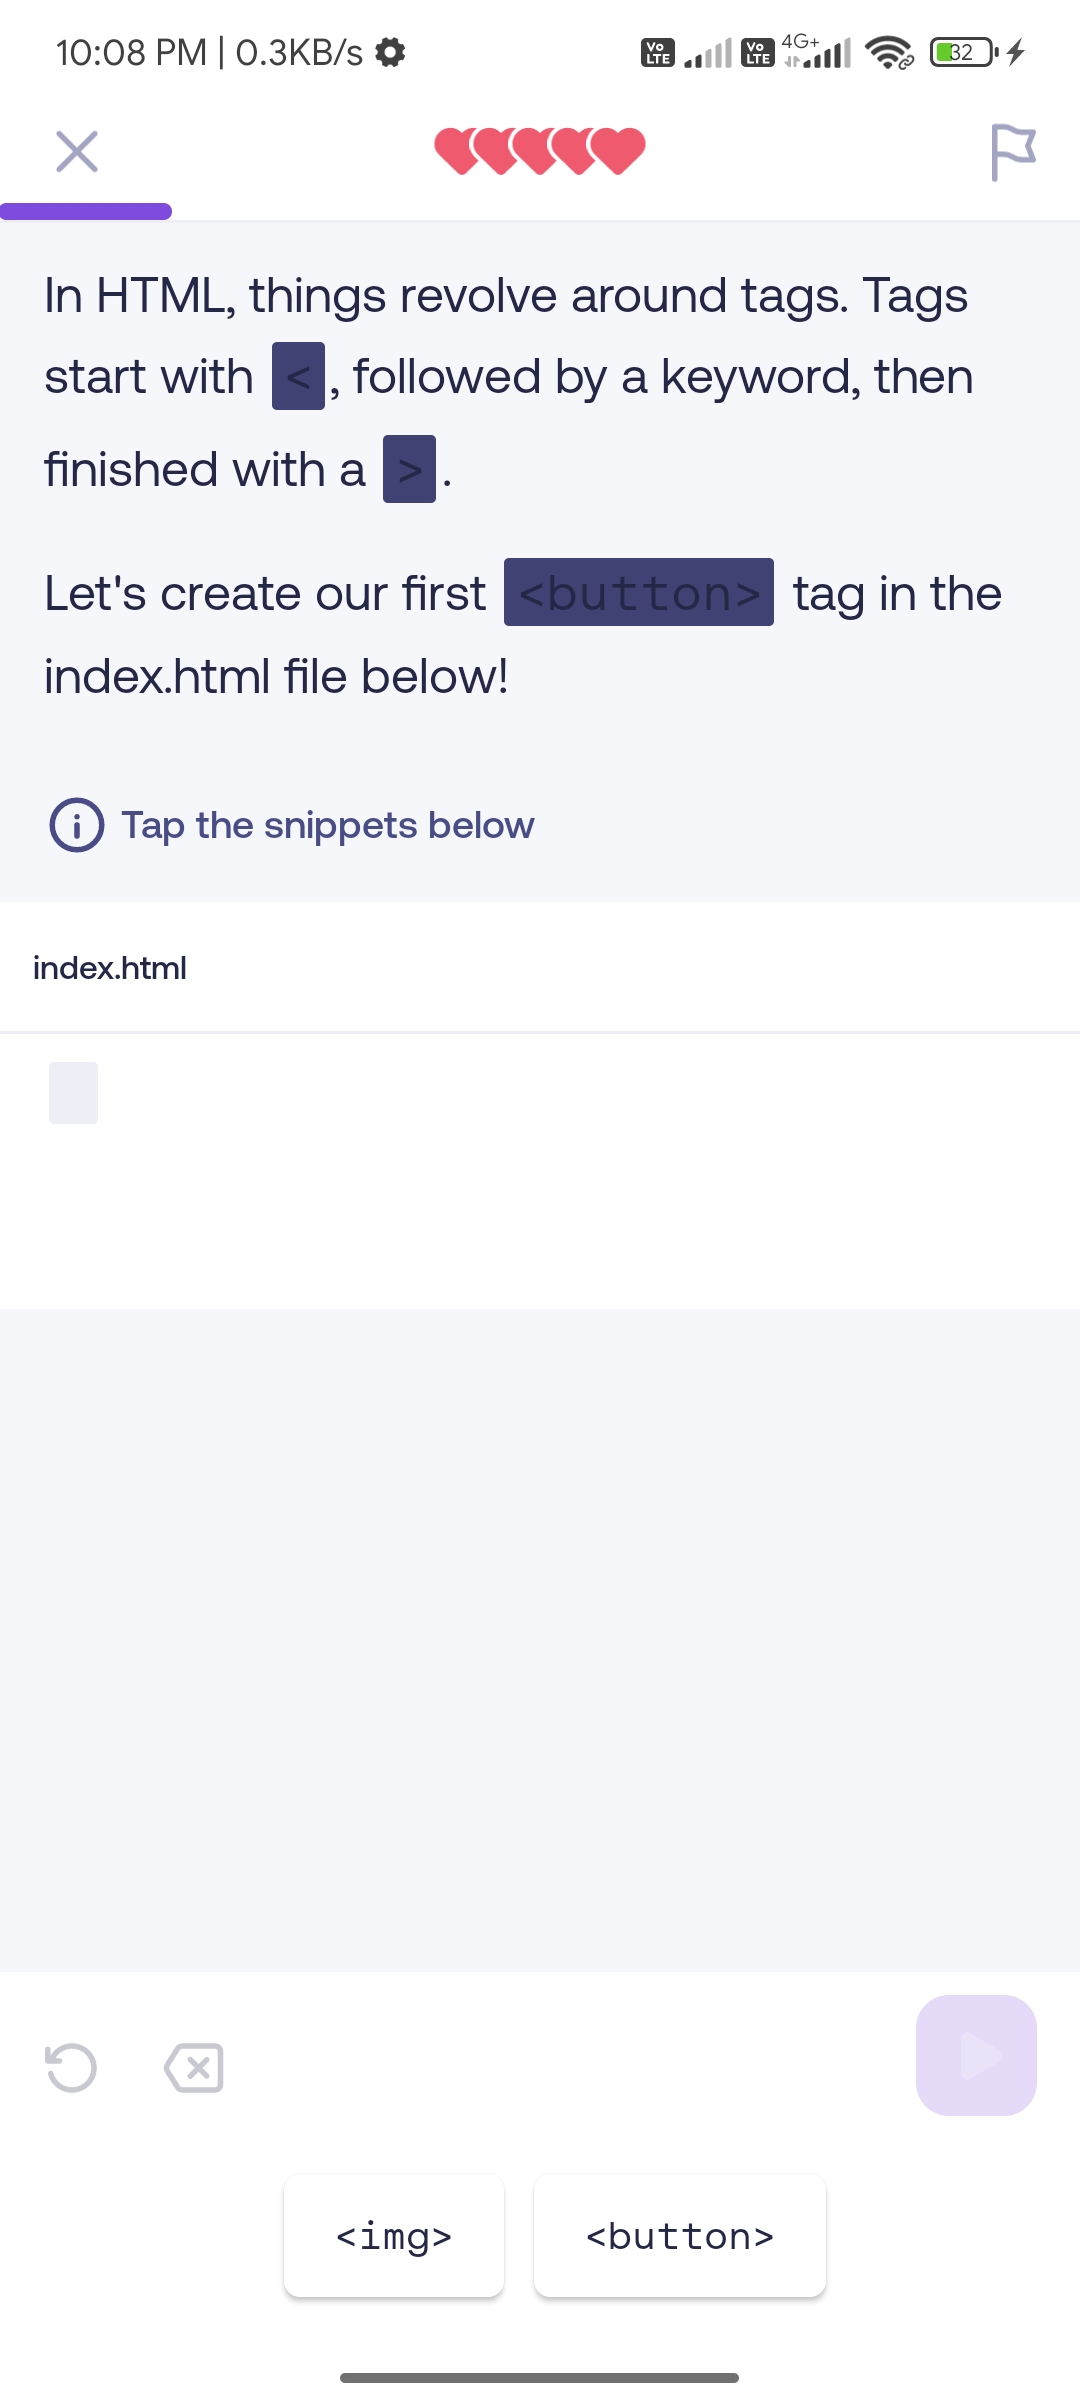 10:08 PM | 0.3KB/s Vo LTE Vo LTE 4G+ 32
In HTML, things revolve around tags. Tags
start with <, followed by a keyword, then
finished with a >.
Let's create our first <button> tag in the
index.html file below!
Tap the snippets below
index.html
<img> <button>